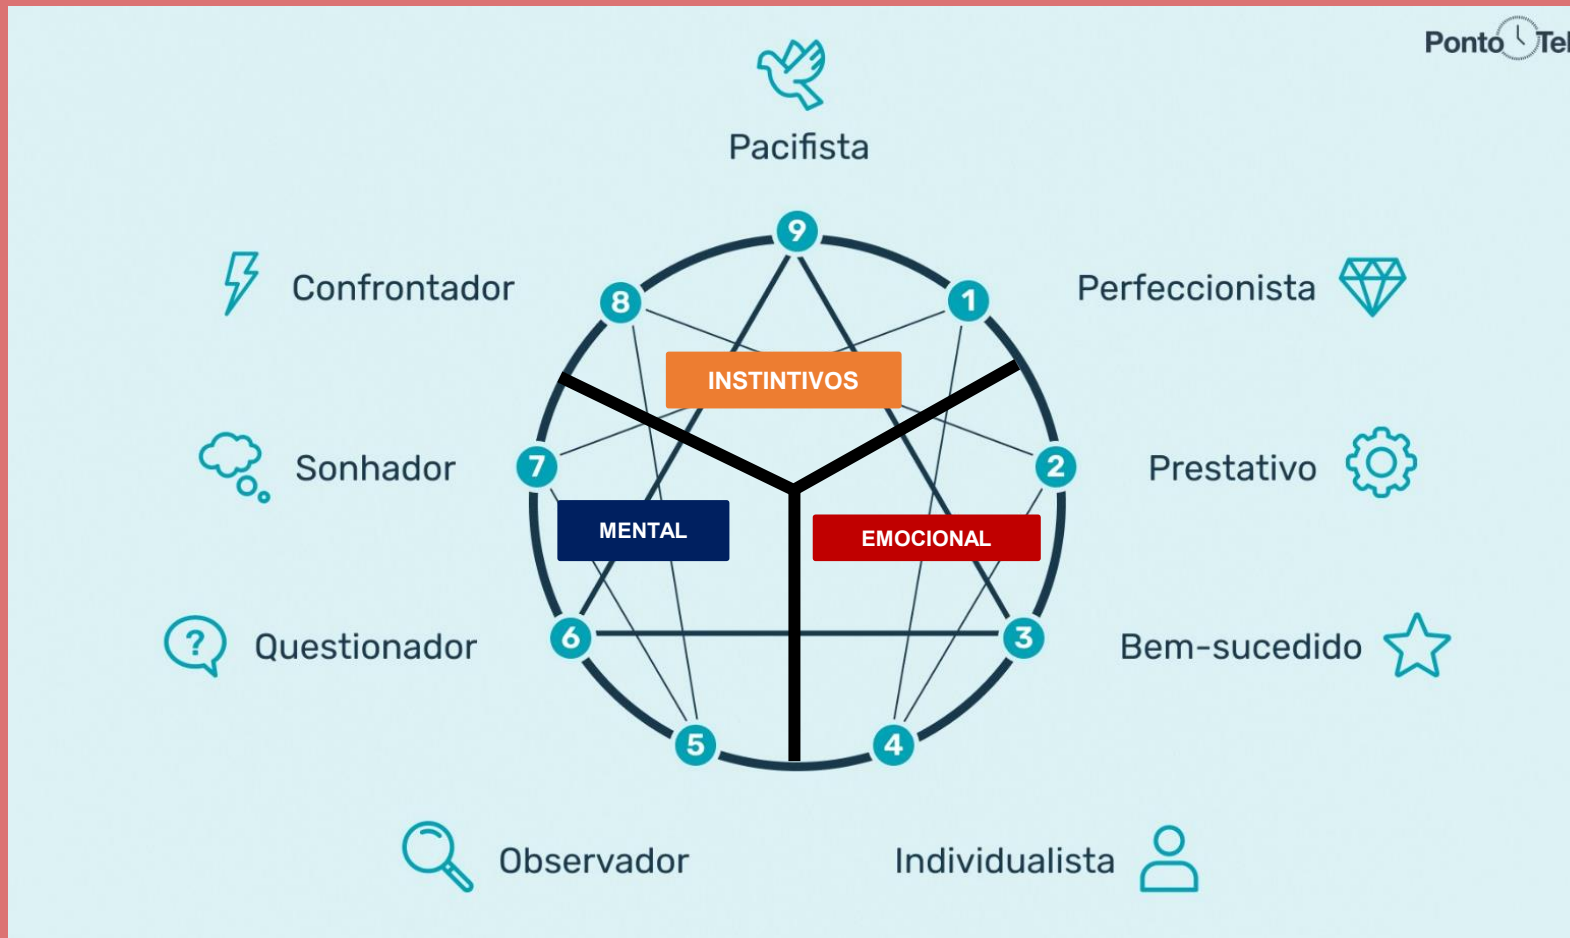 Ponto Tel
Pacifista
9
Confrontador
8
1
Perfeccionista
INSTINTIVOS
Sonhador
7
2
Prestativo
MENTAL
EMOCIONAL
?
Questionador
6
3
Bem-sucedido
5
4
Observador
Individualista